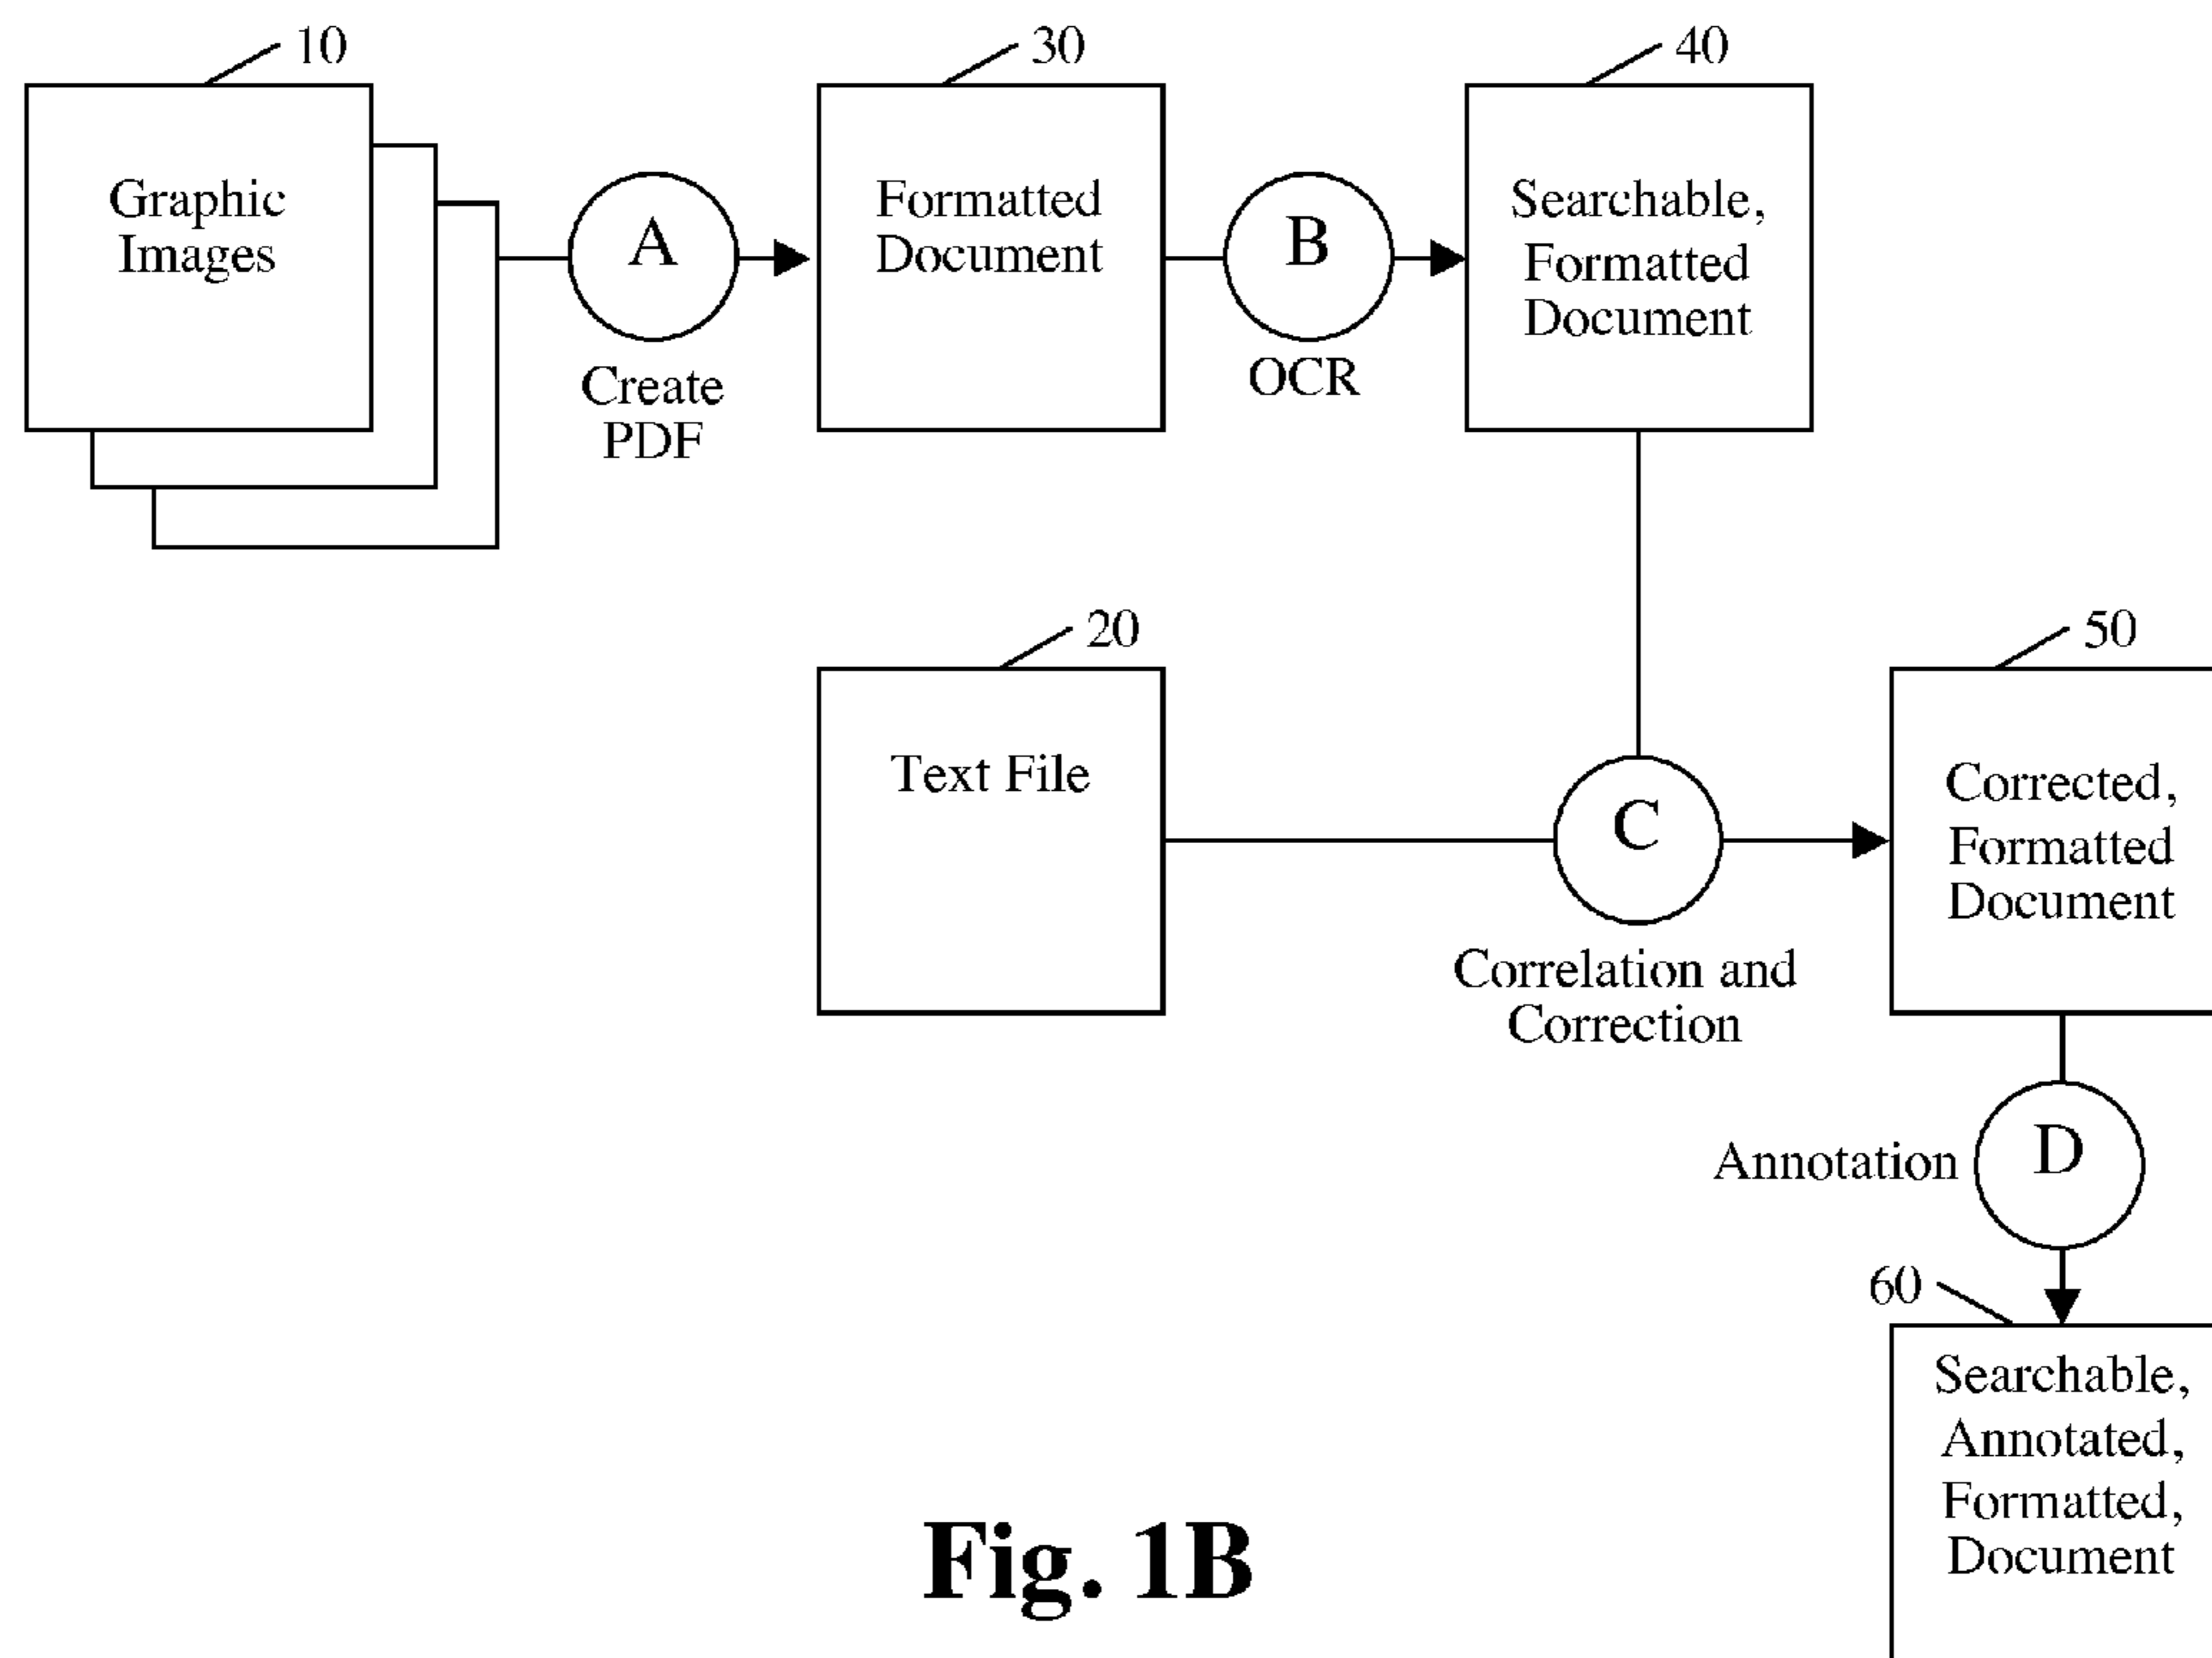 10
30
40
Graphic
Images
A
Create
PDF
Formatted
Document
B
OCR
Searchable,
Formatted
Document
20
50
Text File
C
Correlation and
Correction
Corrected,
Formatted
Document
Annotation
D
60
Searchable,
Annotated,
Formatted,
Document
Fig. 1B